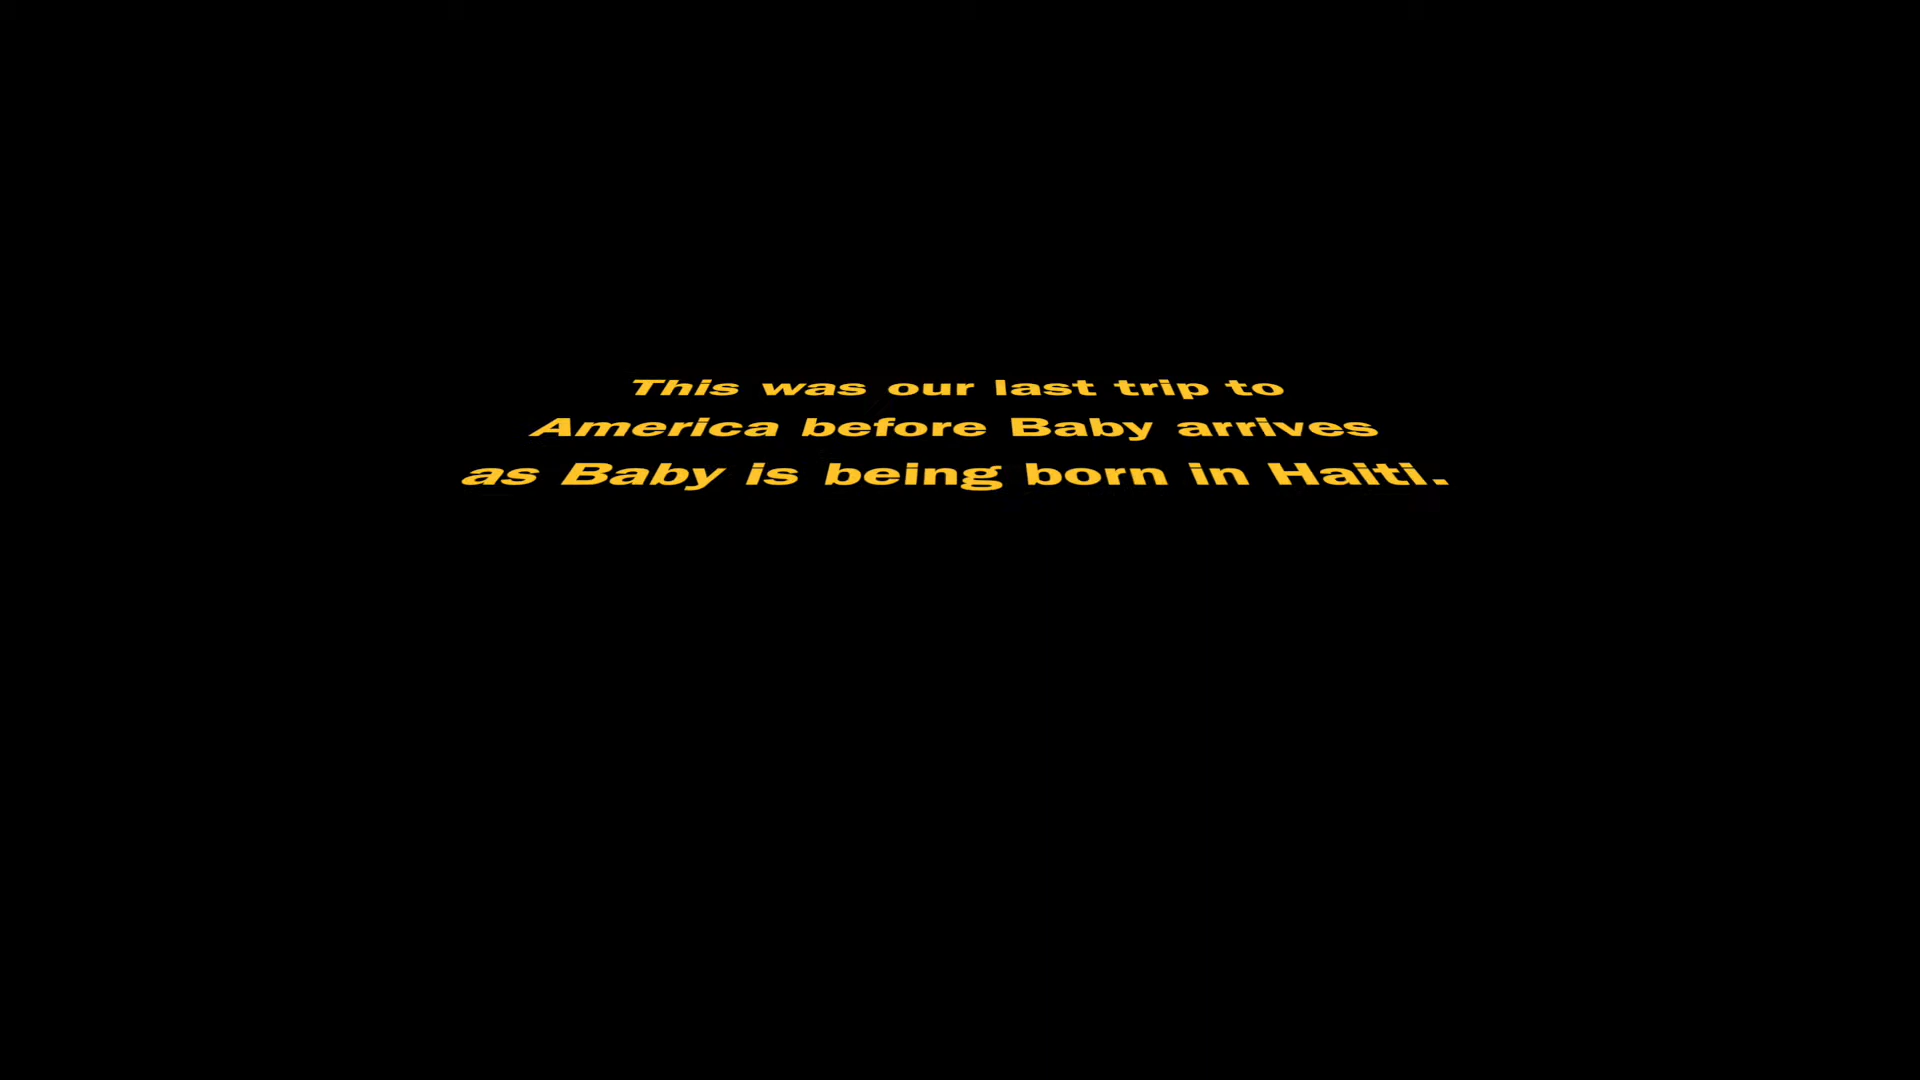 This was our last trip to
America before Baby arrives
as Baby is being born in Haiti.